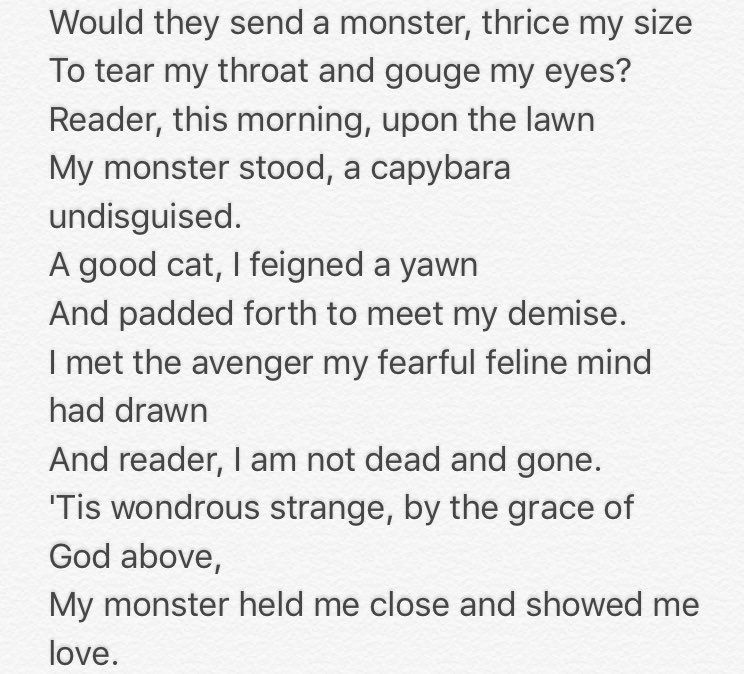 Would they send a monster, thrice my size
To tear my throat and gouge my eyes?
Reader, this morning, upon the lawn
My monster stood, a capybara
undisguised.
A good cat, I feigned a yawn
And padded forth to meet my demise.
I met the avenger my fearful feline mind
had drawn
And reader, I am not dead and gone.
'Tis wondrous strange, by the grace of
God above,
My monster held me close and showed me
love.